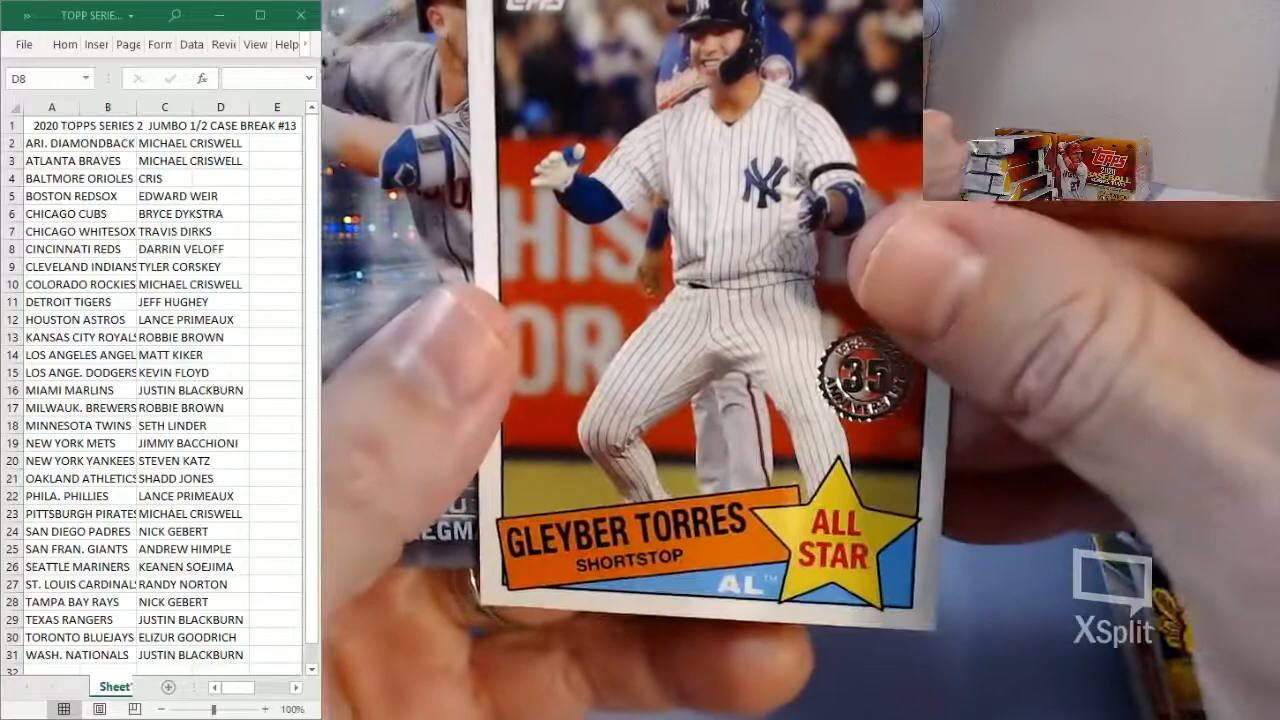 TOPP SERIE...
File Hom Inser Page Form Data Revi View Help
D8
fx
A B C D E
1 2020 TOPPS SERIES 2 JUMBO 1/2 CASE BREAK #13
2 ARI. DIAMONDBACK MICHAEL CRISWELL
3 ATLANTA BRAVES MICHAEL CRISWELL
4 BALTMORE ORIOLES CRIS
5 BOSTON REDSOX EDWARD WEIR
6 CHICAGO CUBS BRYCE DYKSTRA
7 CHICAGO WHITESOX TRAVIS DIRKS
8 CINCINNATI REDS DARRIN VELOFF
9 CLEVELAND INDIANS TYLER CORSKEY
10 COLORADO ROCKIES MICHAEL CRISWELL
11 DETROIT TIGERS JEFF HUGHEY
12 HOUSTON ASTROS LANCE PRIMEAUX
13 KANSAS CITY ROYALS ROBBIE BROWN
14 LOS ANGELES ANGEL MATT KIKER
15 LOS ANGE. DODGERS KEVIN FLOYD
16 MIAMI MARLINS JUSTIN BLACKBURN
17 MILWAUK. BREWERS ROBBIE BROWN
18 MINNESOTA TWINS SETH LINDER
19 NEW YORK METS JIMMY BACCHIONI
20 NEW YORK YANKEES STEVEN KATZ
21 OAKLAND ATHLETICS SHADD JONES
22 PHILA. PHILLIES LANCE PRIMEAUX
23 PITTSBURGH PIRATES MICHAEL CRISWELL
24 SAN DIEGO PADRES NICK GEBERT
25 SAN FRAN. GIANTS ANDREW HIMPLE
26 SEATTLE MARINERS KEANEN SOEJIMA
27 ST. LOUIS CARDINALS RANDY NORTON
28 TAMPA BAY RAYS NICK GEBERT
29 TEXAS RANGERS JUSTIN BLACKBURN
30 TORONTO BLUEJAYS ELIZUR GOODRICH
31 WASH. NATIONALS JUSTIN BLACKBURN
Sheet
100%
TOPPS
NY
HIS
OR
35
ANNIVERSARY
GLEYBER TORRES
SHORTSTOP
ALL
STAR
AL™
EGM
TOPPS
2020
BASEBALL
XSplit